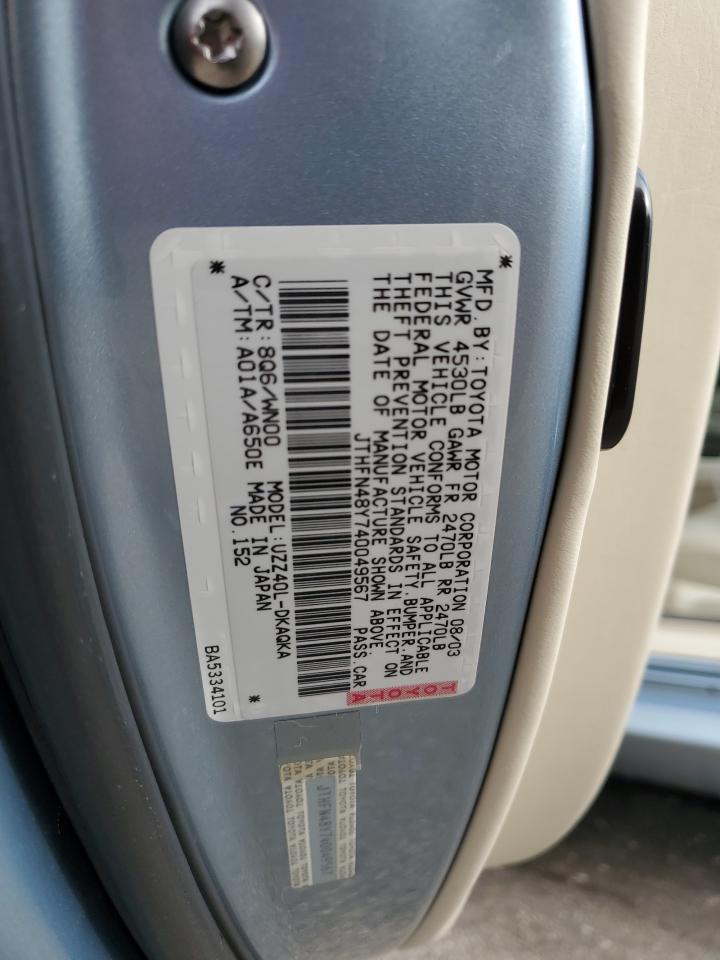 MFD. BY: TOYOTA MOTOR CORPORATION 08/03
GVWR 4530LB GAWR FR 2470LB RR 2470LB
THIS VEHICLE CONFORMS TO ALL APPLICABLE
FEDERAL MOTOR VEHICLE SAFETY, BUMPER, AND
THEFT PREVENTION STANDARDS IN EFFECT ON
THE DATE OF MANUFACTURE SHOWN ABOVE.
JTHFN48Y740049567 PASS. CAR
TOYOTA
C/TR: 8Q6/WN00 MODEL: UZZ40L-DKAQKA
A/TM: A01A/A650E MADE IN JAPAN
NO. 152
BA5334101
JTHFN48Y740049567